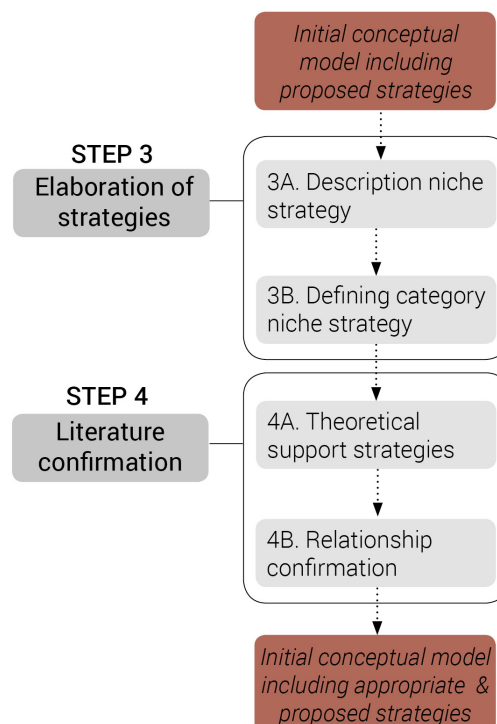 Initial conceptual
model including
proposed strategies
STEP 3
Elaboration of
strategies
3A. Description niche
strategy
3B. Defining category
niche strategy
STEP 4
Literature
confirmation
4A. Theoretical
support strategies
4B. Relationship
confirmation
Initial conceptual model
including appropriate &
proposed strategies